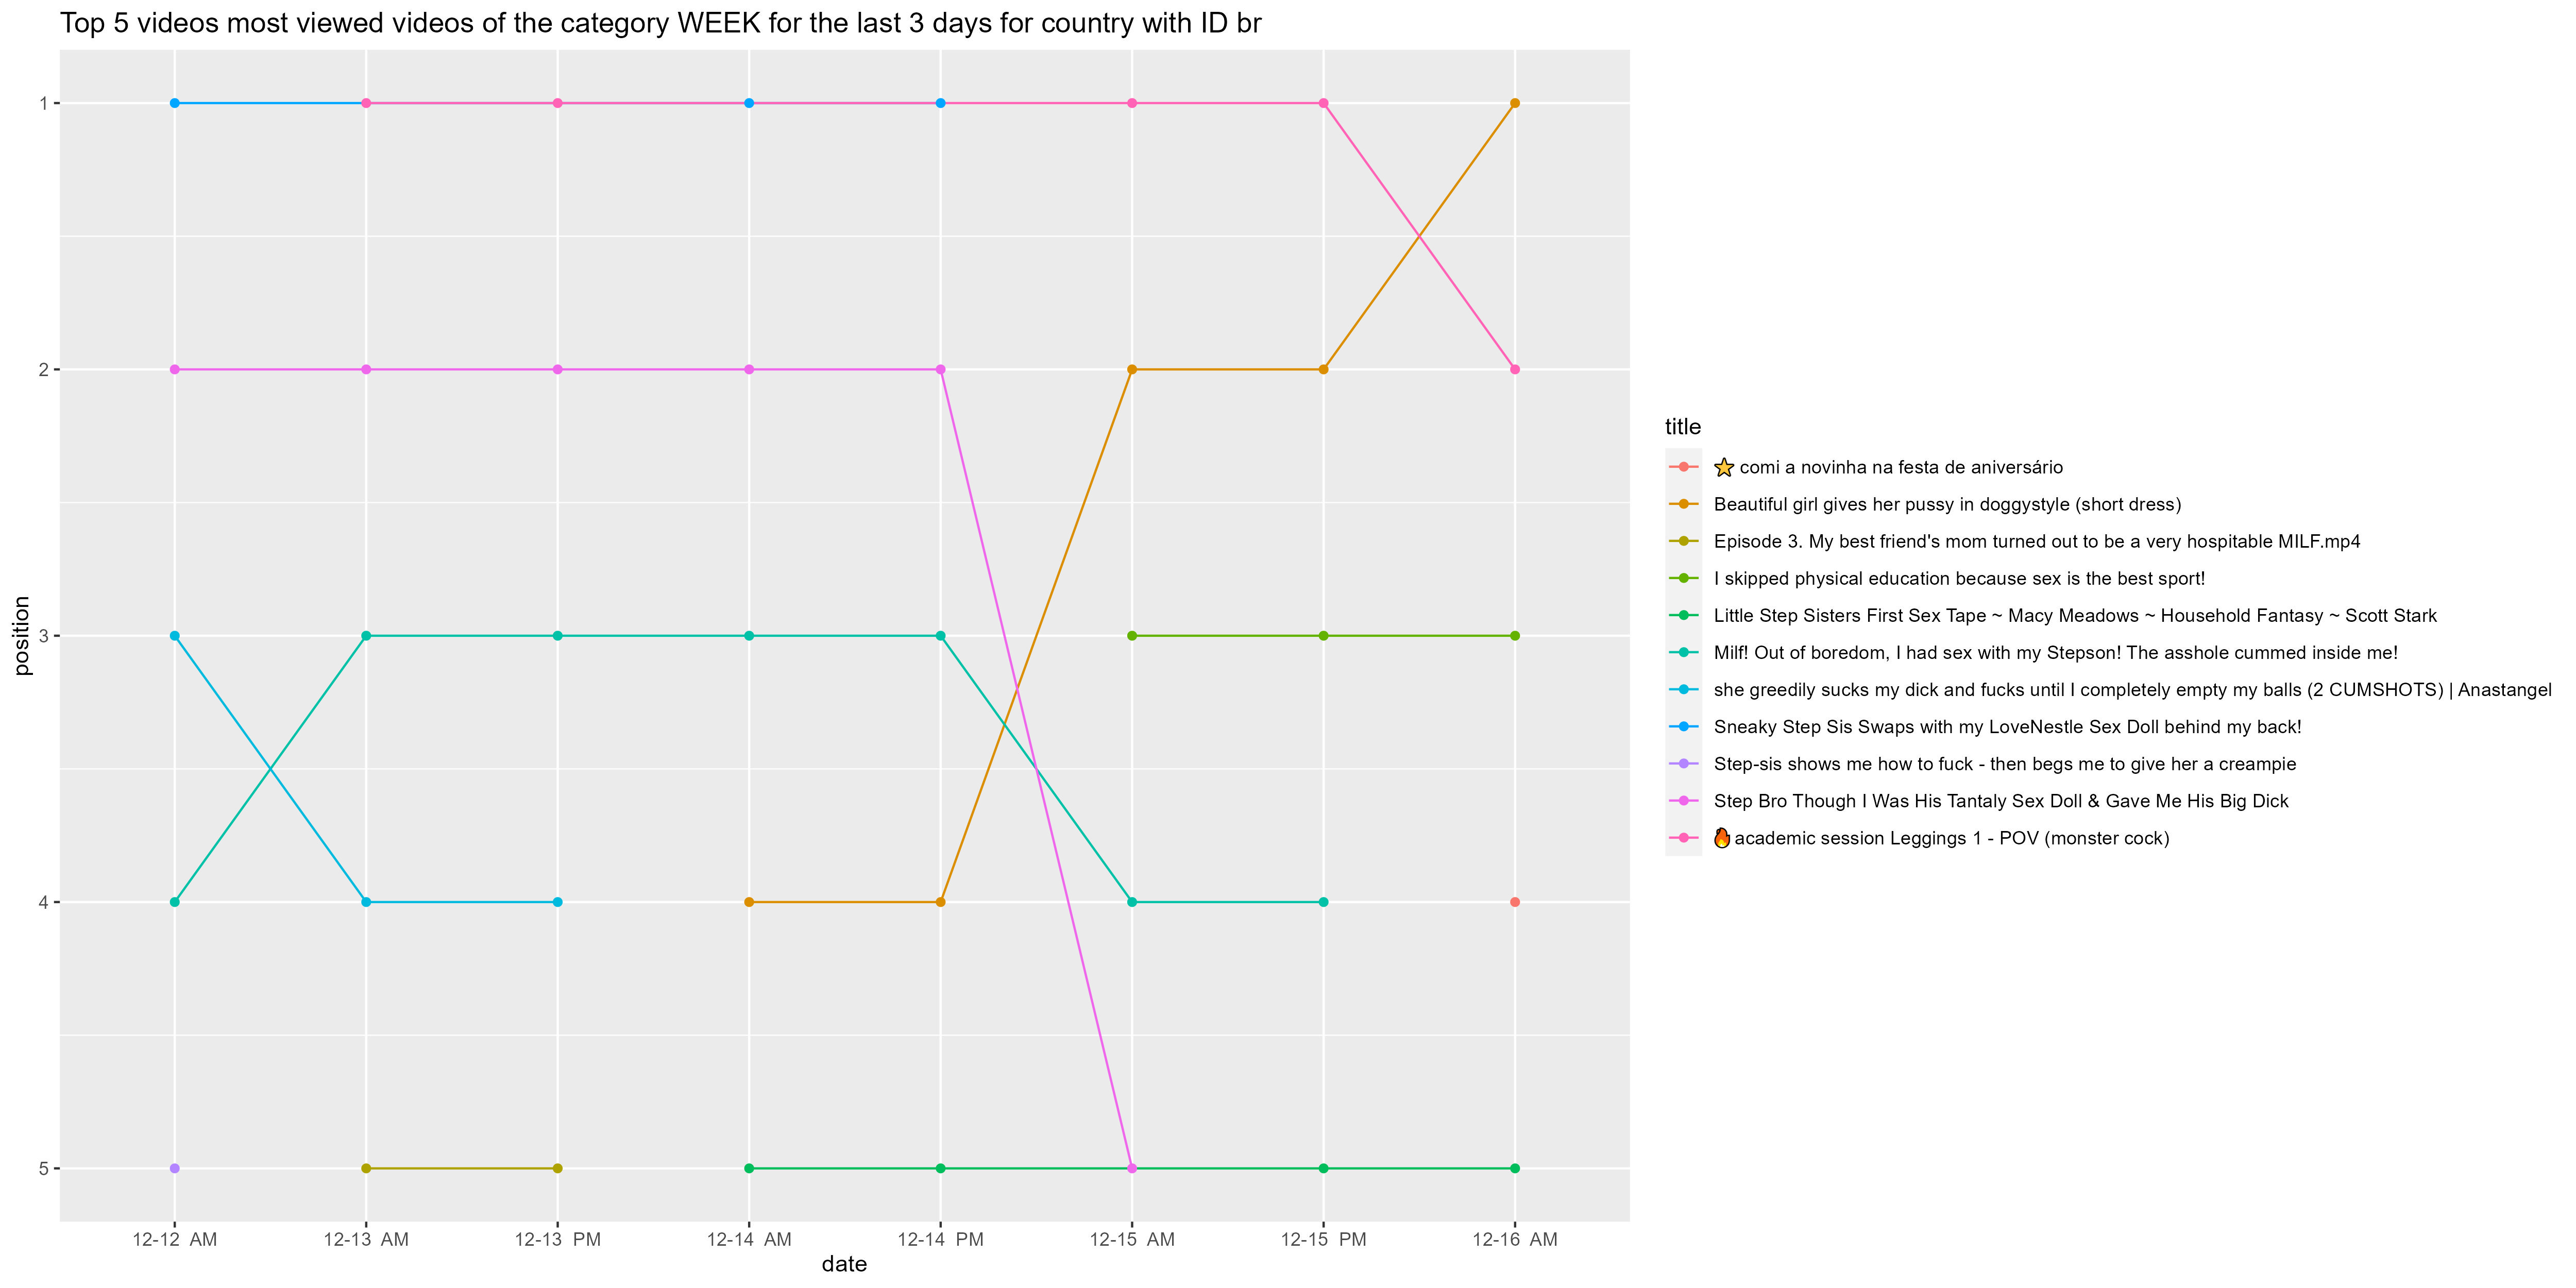 Top 5 videos most viewed videos of the category WEEK for the last 3 days for country with ID br
position
1
2
3
4
5
12-12 AM
12-13 AM
12-13 PM
12-14 AM
12-14 PM
12-15 AM
12-15 PM
12-16 AM
date
title
⭐ comi a novinha na festa de aniversário
Beautiful girl gives her pussy in doggystyle (short dress)
Episode 3. My best friend's mom turned out to be a very hospitable MILF.mp4
I skipped physical education because sex is the best sport!
Little Step Sisters First Sex Tape ~ Macy Meadows ~ Household Fantasy ~ Scott Stark
Milf! Out of boredom, I had sex with my Stepson! The asshole cummed inside me!
she greedily sucks my dick and fucks until I completely empty my balls (2 CUMSHOTS) | Anastangel
Sneaky Step Sis Swaps with my LoveNestle Sex Doll behind my back!
Step-sis shows me how to fuck - then begs me to give her a creampie
Step Bro Though I Was His Tantaly Sex Doll & Gave Me His Big Dick
🔥academic session Leggings 1 - POV (monster cock)